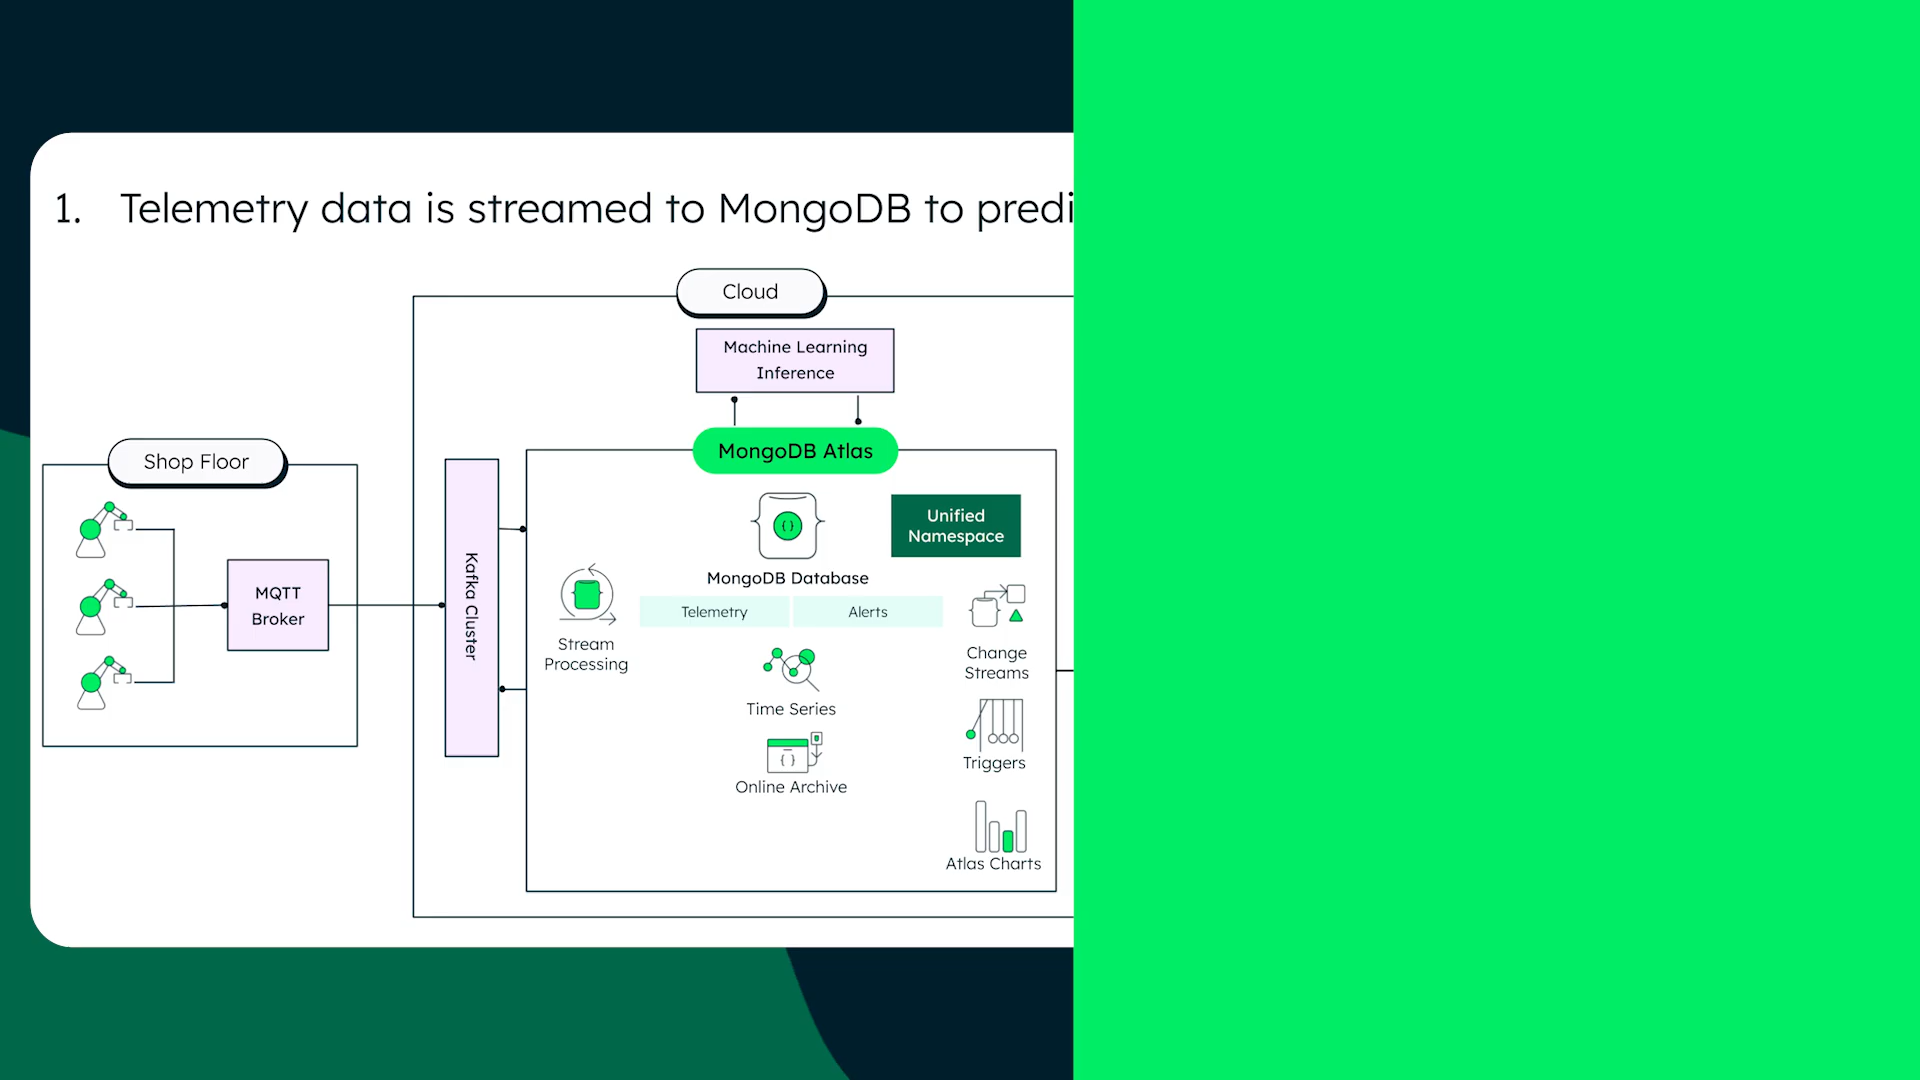 1. Telemetry data is streamed to MongoDB to
Cloud
Machine Learning
Inference
MongoDB Atlas
Shop Floor
MQTT
Broker
Kafka Cluster
Unified
Namespace
MongoDB Database
Telemetry
Alerts
Stream
Processing
Change
Streams
Time Series
Triggers
Online Archive
Atlas Charts